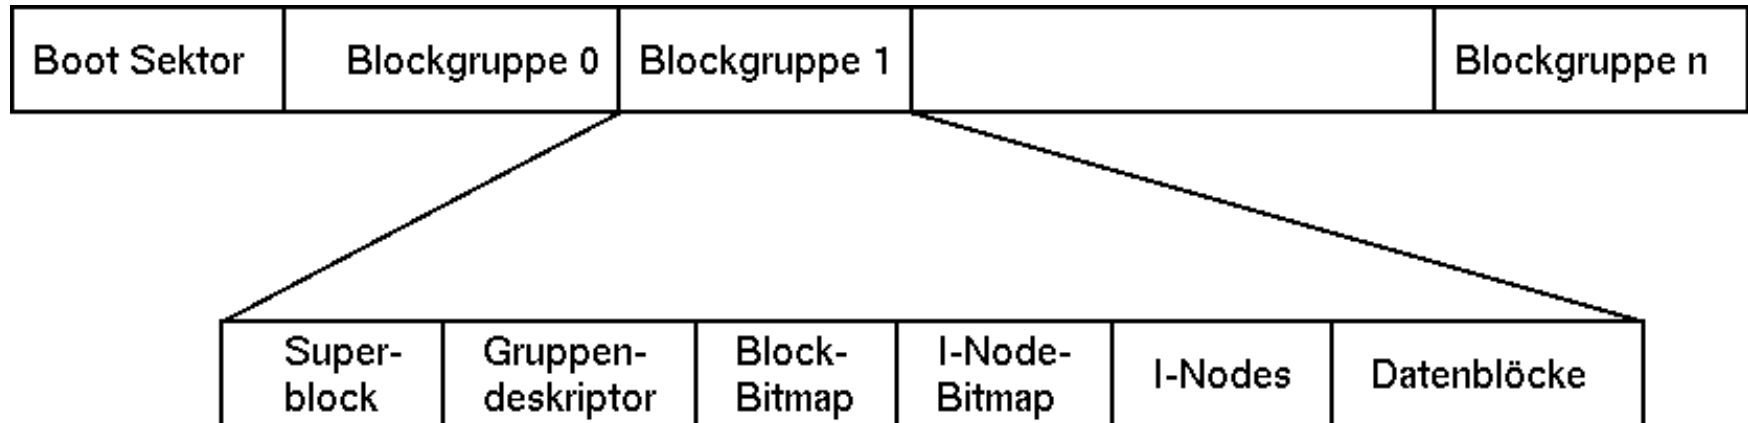 Boot Sektor
Blockgruppe 0
Blockgruppe 1
Blockgruppe n
Super-
block
Gruppen-
deskriptor
Block-
Bitmap
I-Node-
Bitmap
I-Nodes
Datenblöcke